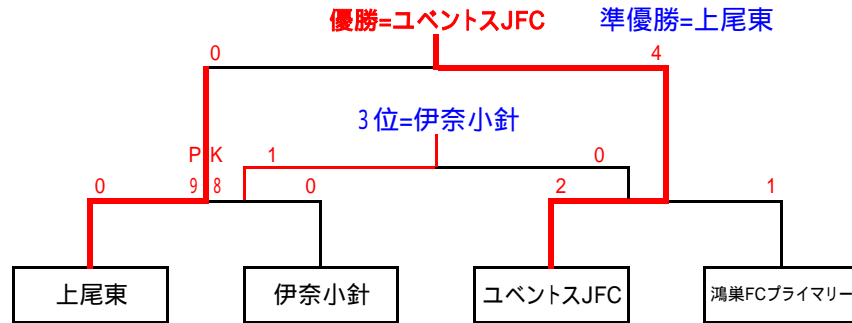 優勝=ユベントスJFC 準優勝=上尾東
0 4
3位=伊奈小針
PK 1 0
0 9 8 0 2 1
上尾東 伊奈小針 ユベントスJFC 鴻巣FCプライマリー